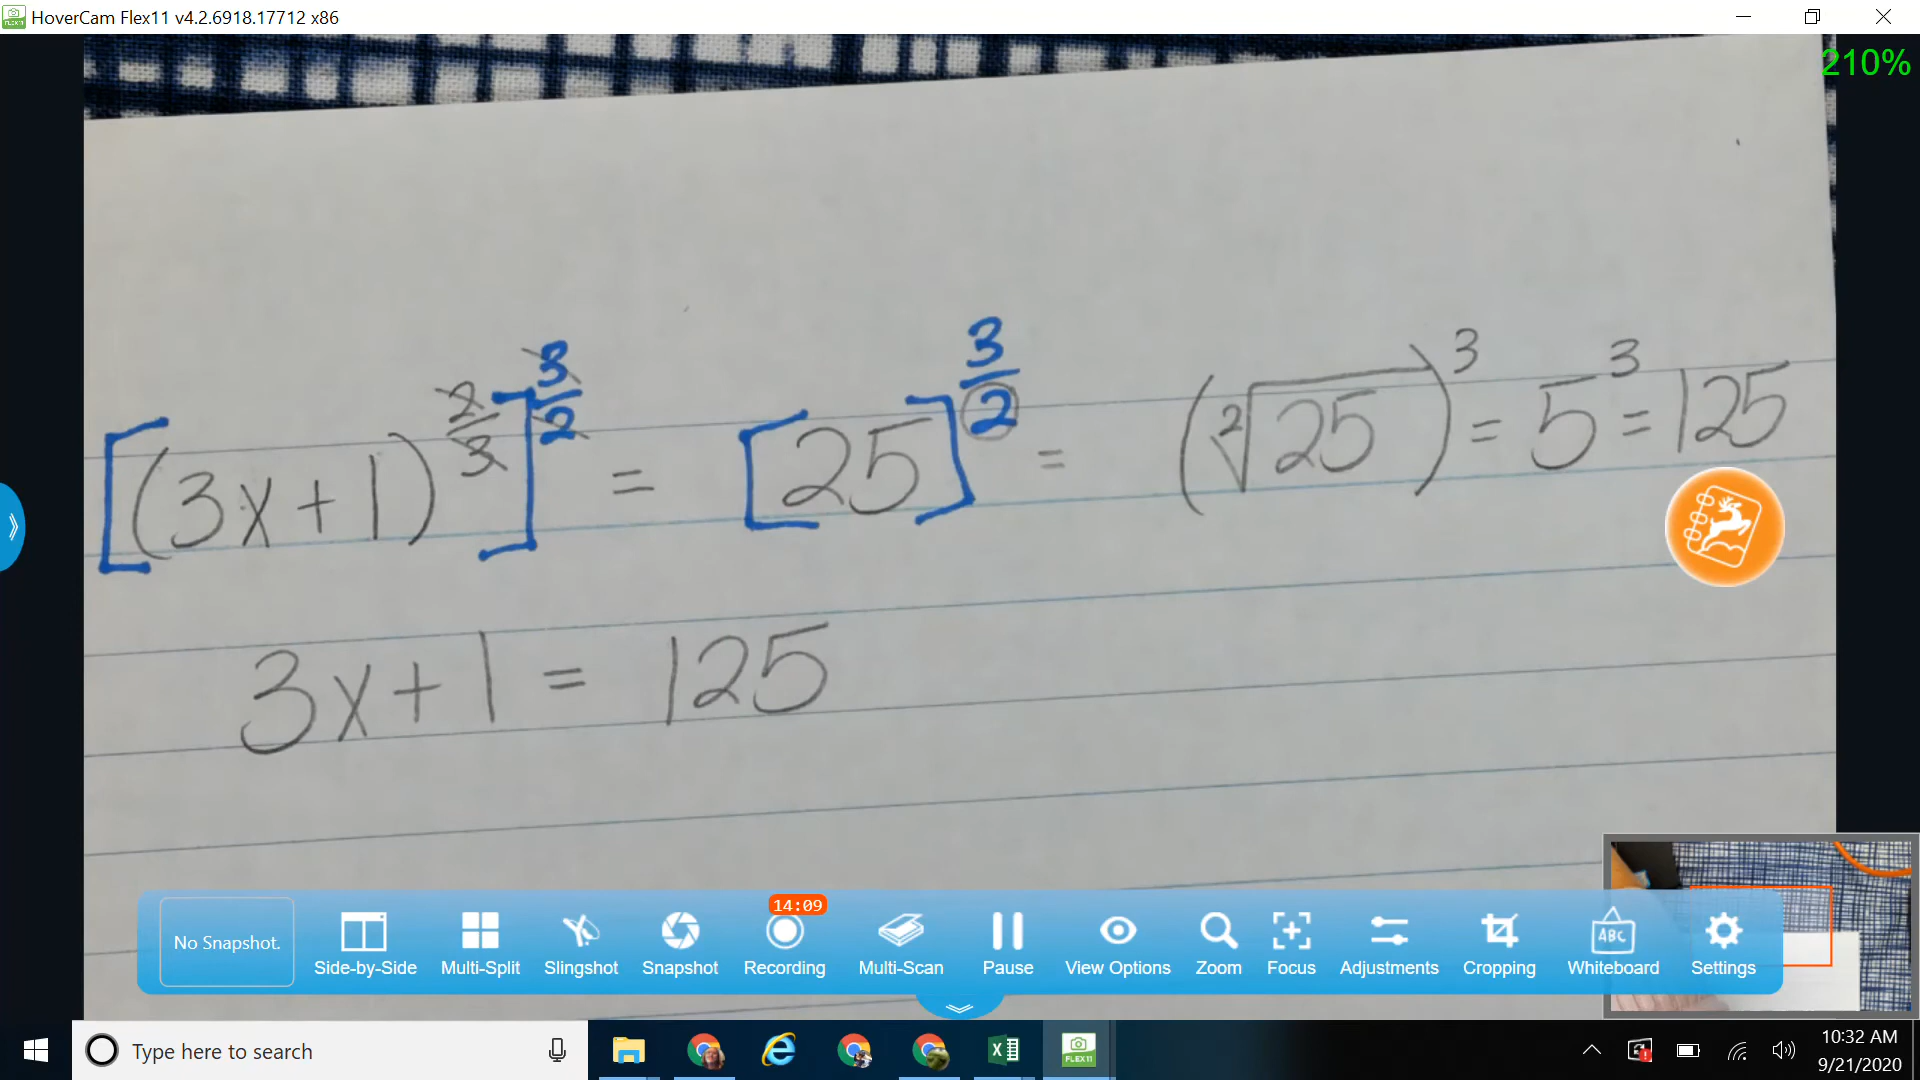 HoverCam Flex11 v4.2.6918.17712 x86
210%
[(3x+1)^(2/3)]^(3/2) = [25]^(3/2) = (²√25)³ = 5³ = 125
3x+1 = 125
14:09
No Snapshot.
Side-by-Side Multi-Split Slingshot Snapshot Recording Multi-Scan Pause View Options Zoom Focus Adjustments Cropping ABC Whiteboard Settings
Type here to search
FLEX11
10:32 AM
9/21/2020